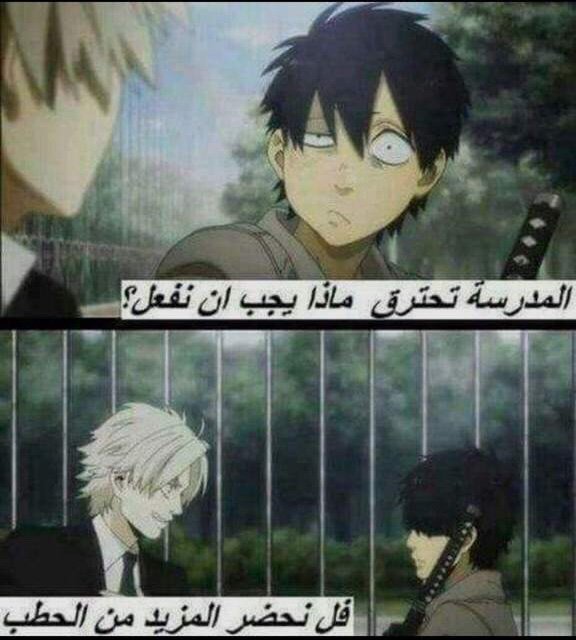 المدرسة تحترق ماذا يجب ان نفعل؟
فل نحضر المزيد من الحطب